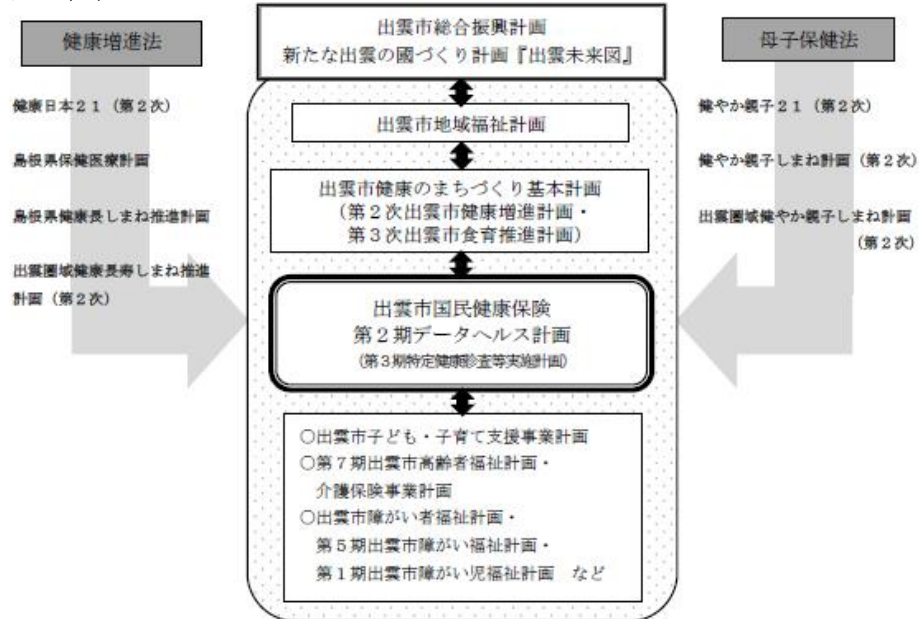 健康増進法
健康日本２１（第２次）
島根県保健医療計画
島根県健康長しまね推進計画
出雲圏域健康長寿しまね推進
計画（第２次）
出雲市総合振興計画
新たな出雲の國づくり計画『出雲未来図』
出雲市地域福祉計画
出雲市健康のまちづくり基本計画
（第２次出雲市健康増進計画・
第３次出雲市食育推進計画）
出雲市国民健康保険
第２期データヘルス計画
（第３期特定健康診査等実施計画）
○出雲市子ども・子育て支援事業計画
○第７期出雲市高齢者福祉計画・
介護保険事業計画
○出雲市障がい者福祉計画・
第５期出雲市障がい福祉計画・
第１期出雲市障がい児福祉計画　など
母子保健法
健やか親子２１（第２次）
健やか親子しまね計画（第２次）
出雲圏域健やか親子しまね計画
（第２次）